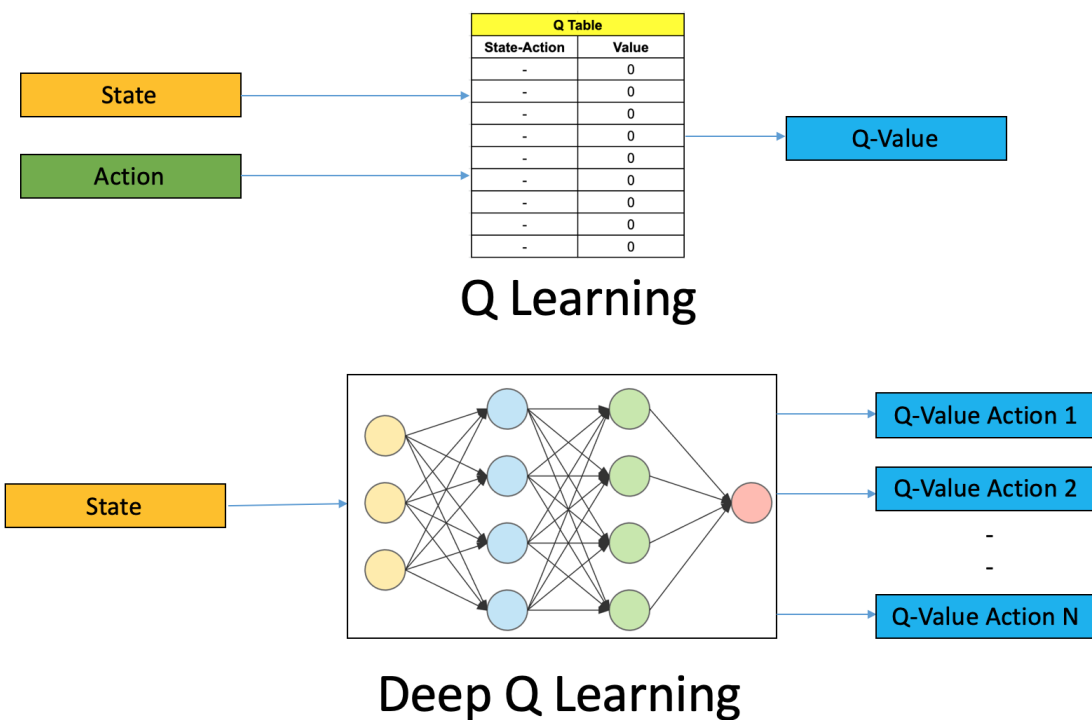 Q Table
State-Action Value
- 0
- 0
- 0
- 0
- 0
- 0
- 0
- 0
- 0
State
Action
Q-Value
Q Learning
State
Q-Value Action 1
Q-Value Action 2
-
-
Q-Value Action N
Deep Q Learning